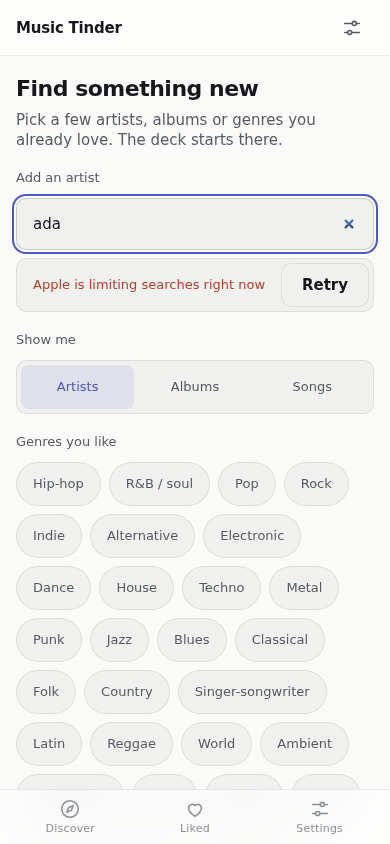 Music Tinder
Find something new
Pick a few artists, albums or genres you
already love. The deck starts there.
Add an artist
ada
Apple is limiting searches right now
Retry
Show me
Artists
Albums
Songs
Genres you like
Hip-hop
R&B / soul
Pop
Rock
Indie
Alternative
Electronic
Dance
House
Techno
Metal
Punk
Jazz
Blues
Classical
Folk
Country
Singer-songwriter
Latin
Reggae
World
Ambient
Discover
Liked
Settings